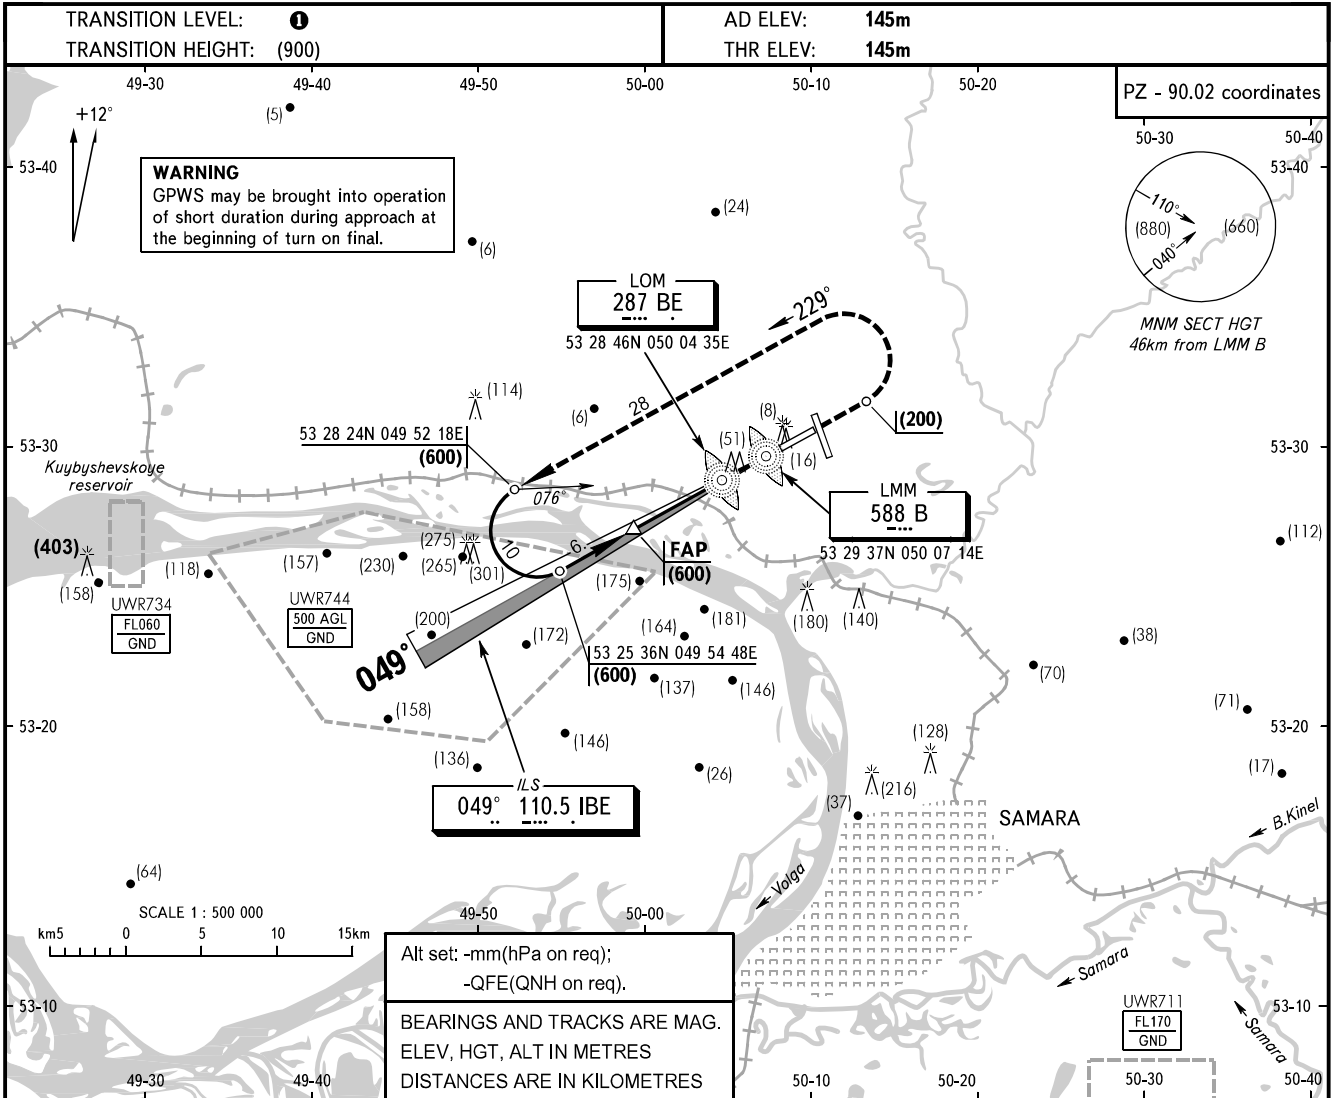 TRANSITION LEVEL: 1
TRANSITION HEIGHT: (900)
AD ELEV: 145m
THR ELEV: 145m
49-30 49-40 49-50 50-00 50-10 50-20
PZ - 90.02 coordinates
50-30 50-40
+12°
(5)
53-40 53-40
WARNING
GPWS may be brought into operation
of short duration during approach at
the beginning of turn on final.
(24)
(6)
110°
(880) (660)
040°
MNM SECT HGT
46km from LMM B
LOM
287 BE
53 28 46N 050 04 35E
229°
28
(114)
(6)
(8)
(200)
53 28 24N 049 52 18E
(600)
(51)
(16)
53-30 53-30
Kuybyshevskoye
reservoir
076°
LMM
588 B
53 29 37N 050 07 14E
(403)
(158)
(118)
(157)
(230)
(275)
(265)
(301)
10
6.
FAP
(600)
(175)
(112)
UWR734
FL060
GND
UWR744
500 AGL
GND
(200)
(172)
(164)
(181)
(180)
(140)
(38)
049°
53 25 36N 049 54 48E
(600)
(137)
(146)
(70)
(71)
(158)
53-20 53-20
(146)
(136)
(26)
(128)
(216)
(17)
(37)
ILS
049° 110.5 IBE
SAMARA
B.Kinel
(64)
Volga
SCALE 1 : 500 000
km5 0 5 10 15km
49-50 50-00
Alt set: -mm(hPa on req);
-QFE(QNH on req).
BEARINGS AND TRACKS ARE MAG.
ELEV, HGT, ALT IN METRES
DISTANCES ARE IN KILOMETRES
Samara
53-10 53-10
UWR711
FL170
GND
Samara
49-30 49-40 50-10 50-20 50-30 50-40